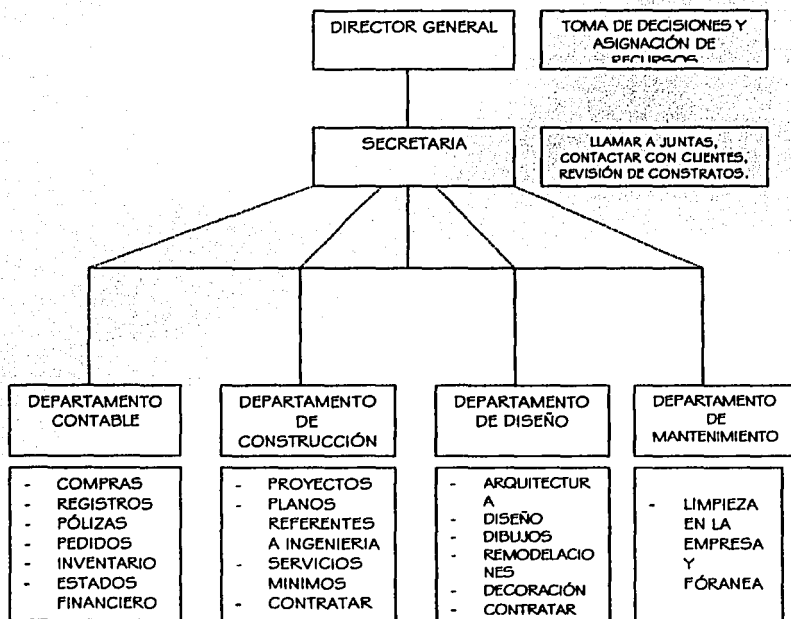 DIRECTOR GENERAL
TOMA DE DECISIONES Y
ASIGNACIÓN DE
RECURSOS
SECRETARIA
LLAMAR A JUNTAS,
CONTACTAR CON CLIENTES,
REVISIÓN DE CONSTRATOS.
DEPARTAMENTO
CONTABLE
DEPARTAMENTO
DE
CONSTRUCCIÓN
DEPARTAMENTO
DE DISEÑO
DEPARTAMENTO
DE
MANTENIMIENTO
- COMPRAS
- REGISTROS
- PÓLIZAS
- PEDIDOS
- INVENTARIO
- ESTADOS
FINANCIERO
- PROYECTOS
- PLANOS
REFERENTES
A INGENIERIA
- SERVICIOS
MINIMOS
- CONTRATAR
- ARQUITECTUR
A
- DISEÑO
- DIBUJOS
- REMODELACIO
NES
- DECORACIÓN
- CONTRATAR
- LIMPIEZA
EN LA
EMPRESA
Y
FÓRANEA